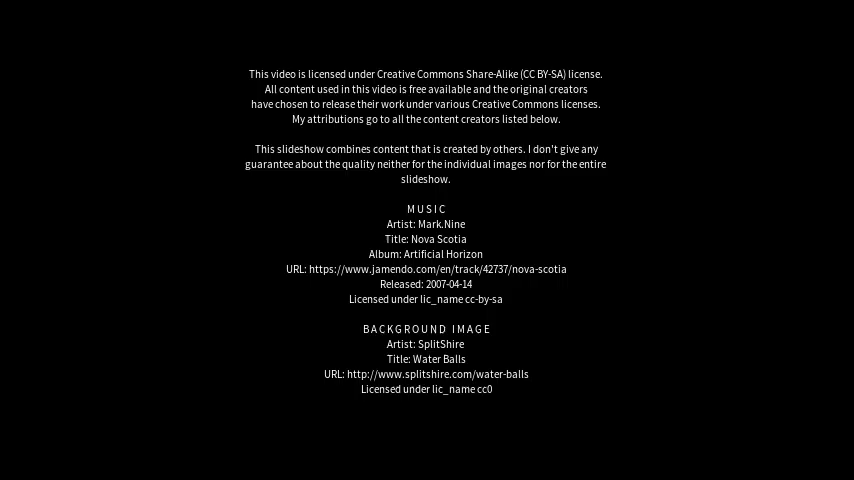 This video is licensed under Creative Commons Share-Alike (CC BY-SA) license.
All content used in this video is free available and the original creators
have chosen to release their work under various Creative Commons licenses.
My attributions go to all the content creators listed below.
This slideshow combines content that is created by others. I don't give any
guarantee about the quality neither for the individual images nor for the entire
slideshow.
MUSIC
Artist: Mark.Nine
Title: Nova Scotia
Album: Artificial Horizon
URL: https://www.jamendo.com/en/track/42737/nova-scotia
Released: 2007-04-14
Licensed under lic_name cc-by-sa
BACKGROUND IMAGE
Artist: SplitShire
Title: Water Balls
URL: http://www.splitshire.com/water-balls
Licensed under lic_name cc0